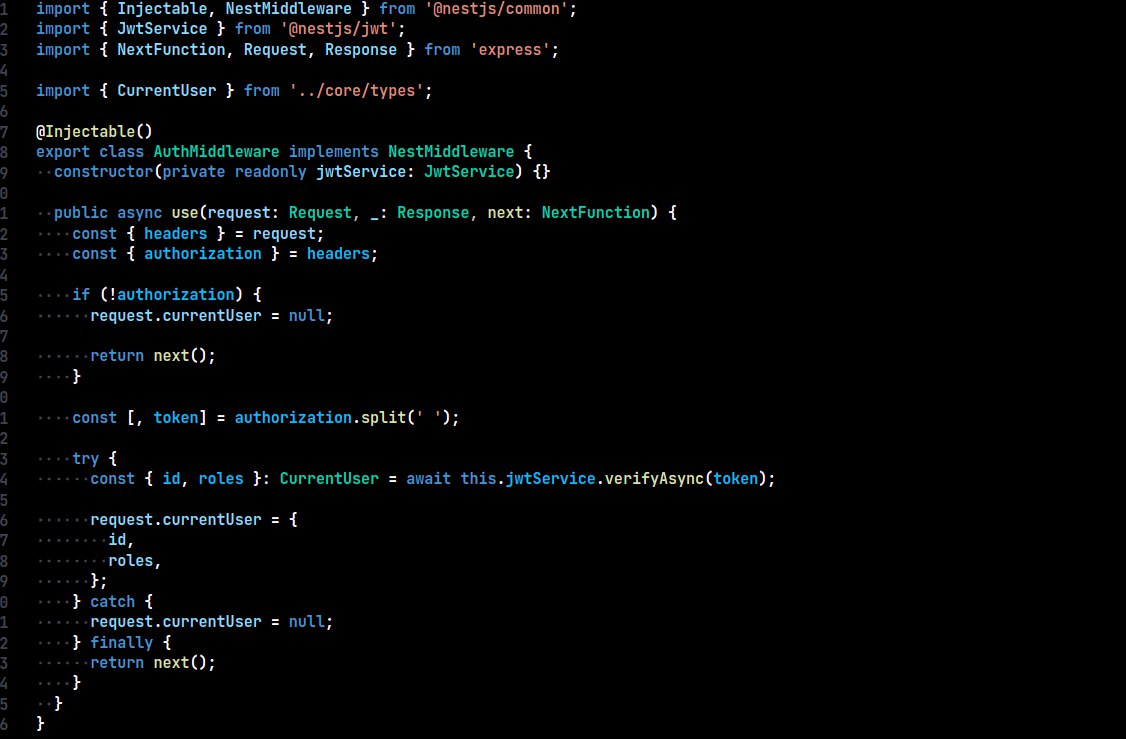 1 import { Injectable, NestMiddleware } from '@nestjs/common';
2 import { JwtService } from '@nestjs/jwt';
3 import { NextFunction, Request, Response } from 'express';
4
5 import { CurrentUser } from '../core/types';
6
7 @Injectable()
8 export class AuthMiddleware implements NestMiddleware {
9 ··constructor(private readonly jwtService: JwtService) {}
0
1 ··public async use(request: Request, _: Response, next: NextFunction) {
2 ····const { headers } = request;
3 ····const { authorization } = headers;
4
5 ····if (!authorization) {
6 ······request.currentUser = null;
7
8 ······return next();
9 ····}
0
1 ····const [, token] = authorization.split(' ');
2
3 ····try {
4 ······const { id, roles }: CurrentUser = await this.jwtService.verifyAsync(token);
5
6 ······request.currentUser = {
7 ········id,
8 ········roles,
9 ······};
0 ····} catch {
1 ······request.currentUser = null;
2 ····} finally {
3 ······return next();
4 ····}
5 ··}
6 }